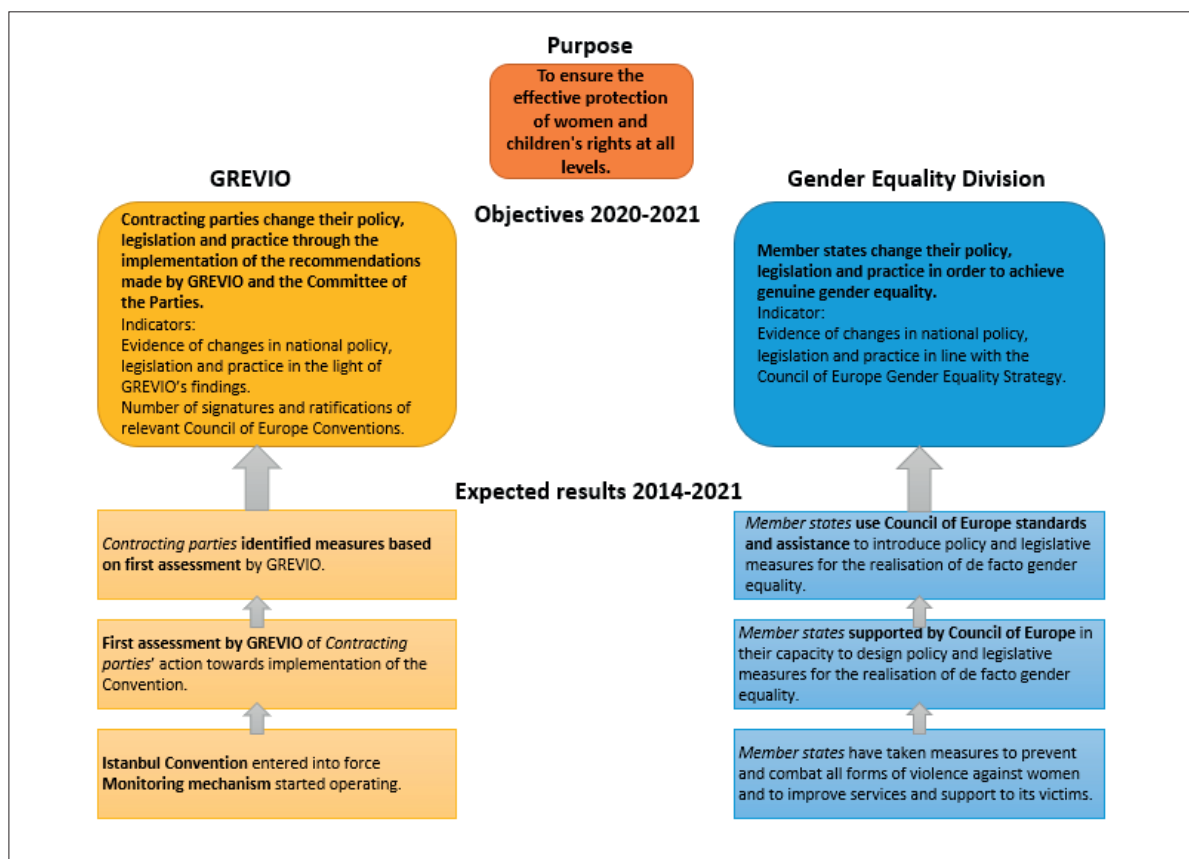 Purpose
To ensure the
effective protection
of women and
children's rights at all
levels.
GREVIO
Gender Equality Division
Objectives 2020-2021
Contracting parties change their policy,
legislation and practice through the
implementation of the recommendations
made by GREVIO and the Committee of
the Parties.
Indicators:
Evidence of changes in national policy,
legislation and practice in the light of
GREVIO's findings.
Number of signatures and ratifications of
relevant Council of Europe Conventions.
Member states change their policy,
legislation and practice in order to achieve
genuine gender equality.
Indicator:
Evidence of changes in national policy,
legislation and practice in line with the
Council of Europe Gender Equality Strategy.
Expected results 2014-2021
Contracting parties identified measures based
on first assessment by GREVIO.
First assessment by GREVIO of Contracting
parties' action towards implementation of the
Convention.
Istanbul Convention entered into force
Monitoring mechanism started operating.
Member states use Council of Europe standards
and assistance to introduce policy and legislative
measures for the realisation of de facto gender
equality.
Member states supported by Council of Europe in
their capacity to design policy and legislative
measures for the realisation of de facto gender
equality.
Member states have taken measures to prevent
and combat all forms of violence against women
and to improve services and support to its victims.